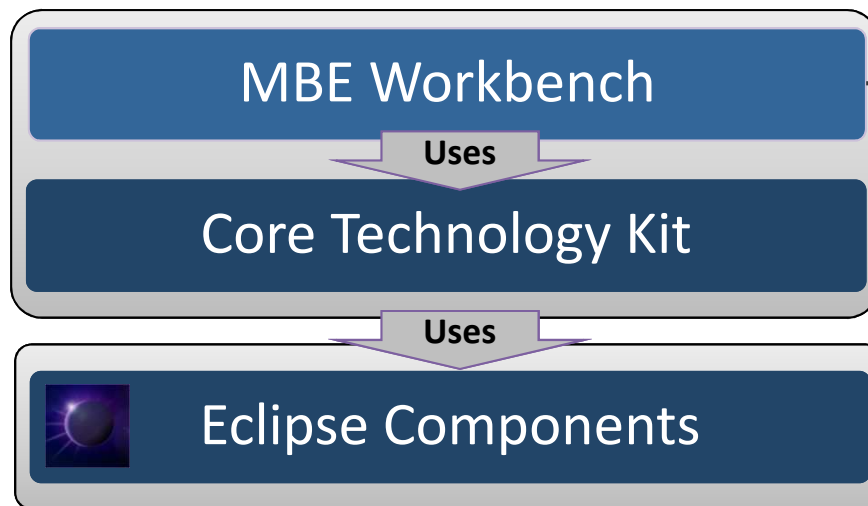 MBE Workbench
Uses
Core Technology Kit
Uses
Eclipse Components